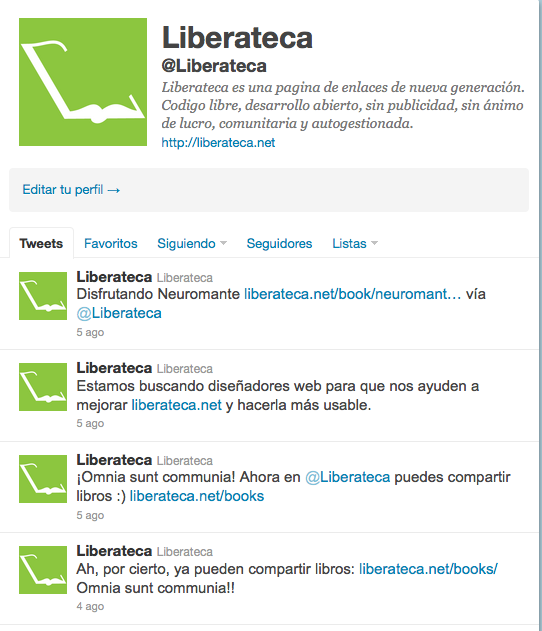 Liberateca
@Liberateca
Liberateca es una pagina de enlaces de nueva generación.
Codigo libre, desarrollo abierto, sin publicidad, sin ánimo
de lucro, comunitaria y autogestionada.
http://liberateca.net
Editar tu perfil →
Tweets Favoritos Siguiendo Seguidores Listas
Liberateca Liberateca
Disfrutando Neuromante liberateca.net/book/neuromant… vía
@Liberateca
5 ago
Liberateca Liberateca
Estamos buscando diseñadores web para que nos ayuden a
mejorar liberateca.net y hacerla más usable.
5 ago
Liberateca Liberateca
¡Omnia sunt communia! Ahora en @Liberateca puedes compartir
libros :) liberateca.net/books
5 ago
Liberateca Liberateca
Ah, por cierto, ya pueden compartir libros: liberateca.net/books/
Omnia sunt communia!!
4 ago